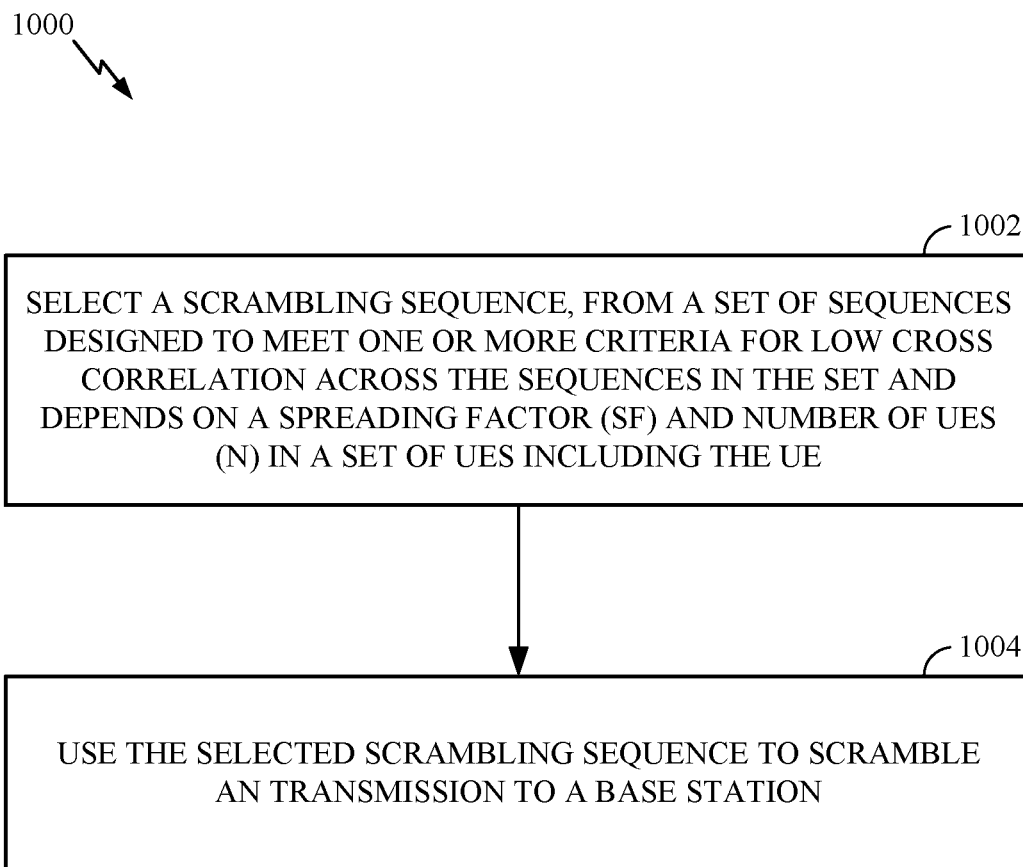 1000
1002
SELECT A SCRAMBLING SEQUENCE, FROM A SET OF SEQUENCES
DESIGNED TO MEET ONE OR MORE CRITERIA FOR LOW CROSS
CORRELATION ACROSS THE SEQUENCES IN THE SET AND
DEPENDS ON A SPREADING FACTOR (SF) AND NUMBER OF UES
(N) IN A SET OF UES INCLUDING THE UE
1004
USE THE SELECTED SCRAMBLING SEQUENCE TO SCRAMBLE
AN TRANSMISSION TO A BASE STATION